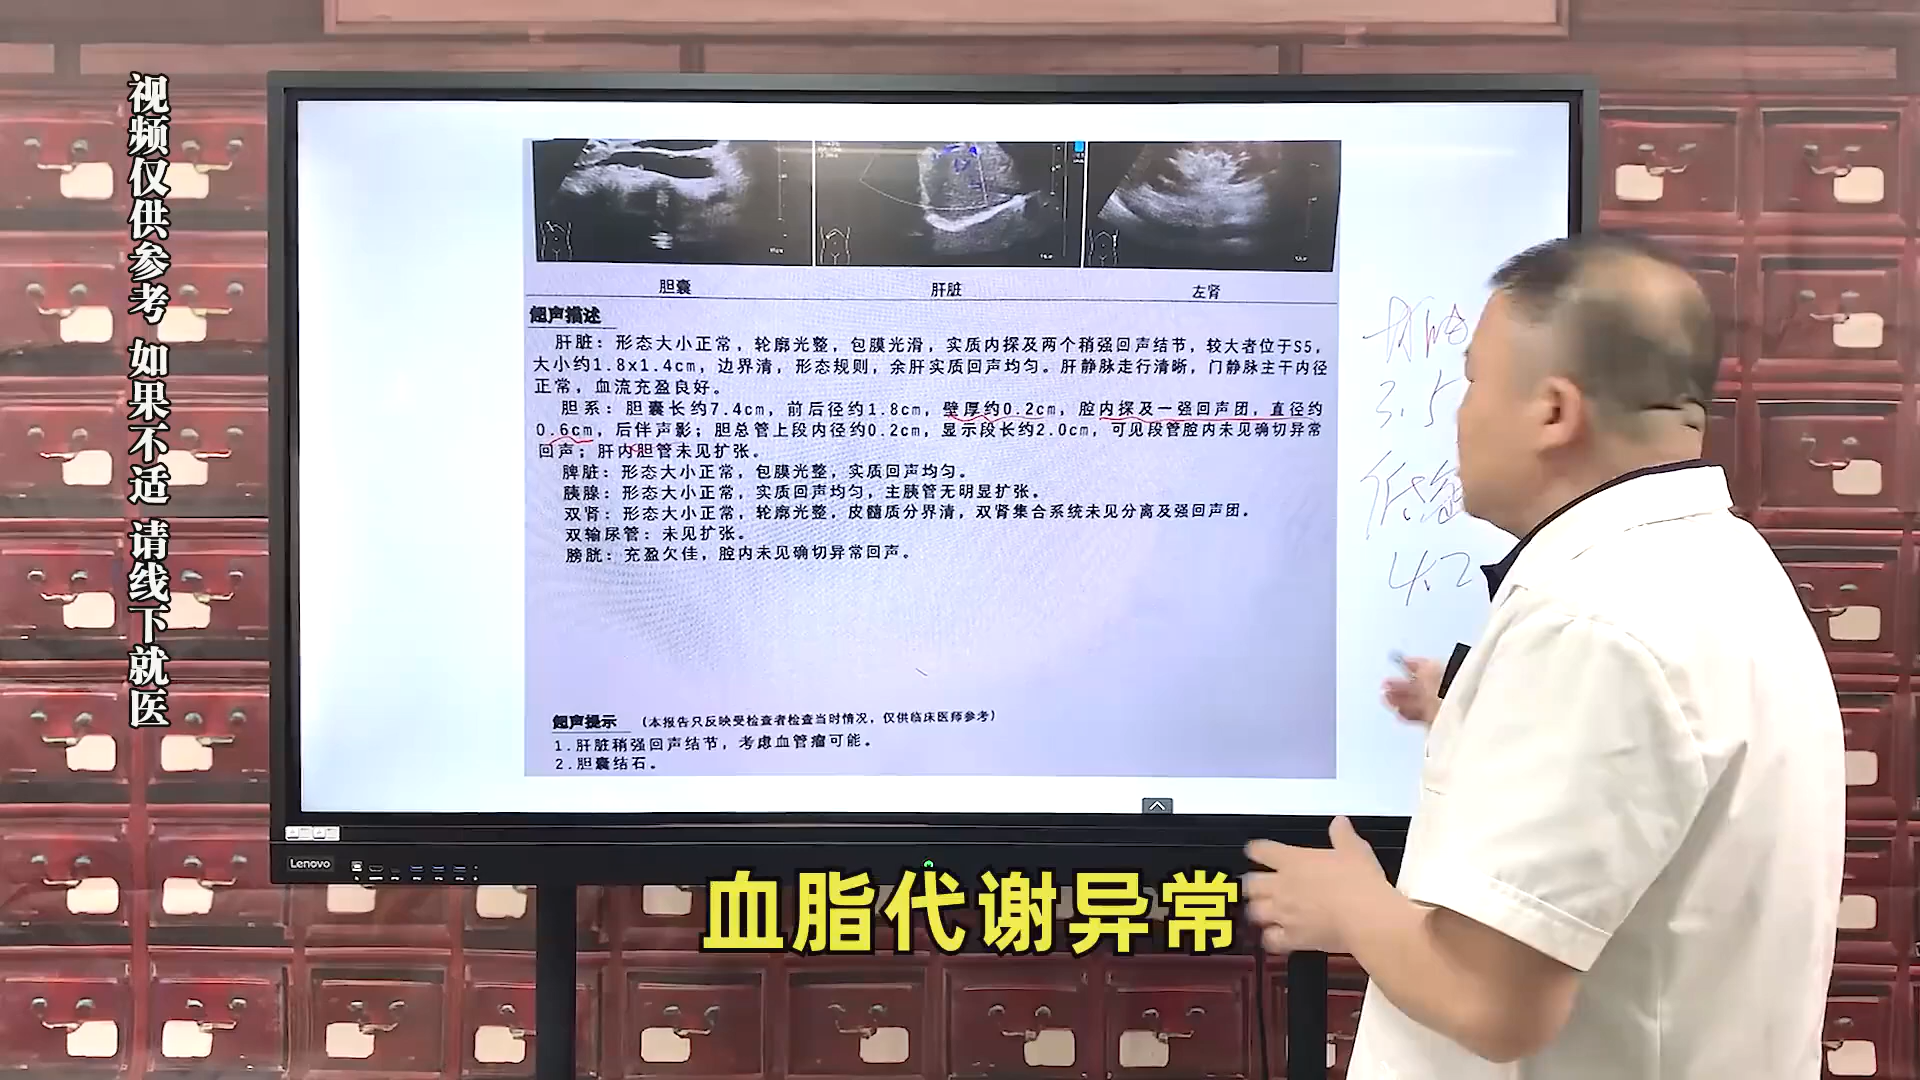 视频仅供参考 如果不适 请线下就医
胆囊
肝脏
左肾
超声描述
肝脏：形态大小正常，轮廓光整，包膜光滑，实质内探及两个稍强回声结节，较大者位于S5，
大小约1.8x1.4cm，边界清，形态规则，余肝实质回声均匀。肝静脉走行清晰，门静脉主干内径
正常，血流充盈良好。
胆系：胆囊长约7.4cm，前后径约1.8cm，壁厚约0.2cm，腔内探及一强回声团，直径约
0.6cm，后伴声影；胆总管上段内径约0.2cm，显示段长约2.0cm，可见段管腔内未见确切异常
回声；肝内胆管未见扩张。
脾脏：形态大小正常，包膜光整，实质回声均匀。
胰腺：形态大小正常，实质回声均匀，主胰管无明显扩张。
双肾：形态大小正常，轮廓光整，皮髓质分界清，双肾集合系统未见分离及强回声团。
双输尿管：未见扩张。
膀胱：充盈欠佳，腔内未见确切异常回声。
超声提示 （本报告只反映受检查者检查当时情况，仅供临床医师参考）
1.肝脏稍强回声结节，考虑血管瘤可能。
2.胆囊结石。
3.5
4.2
Lenovo
血脂代谢异常